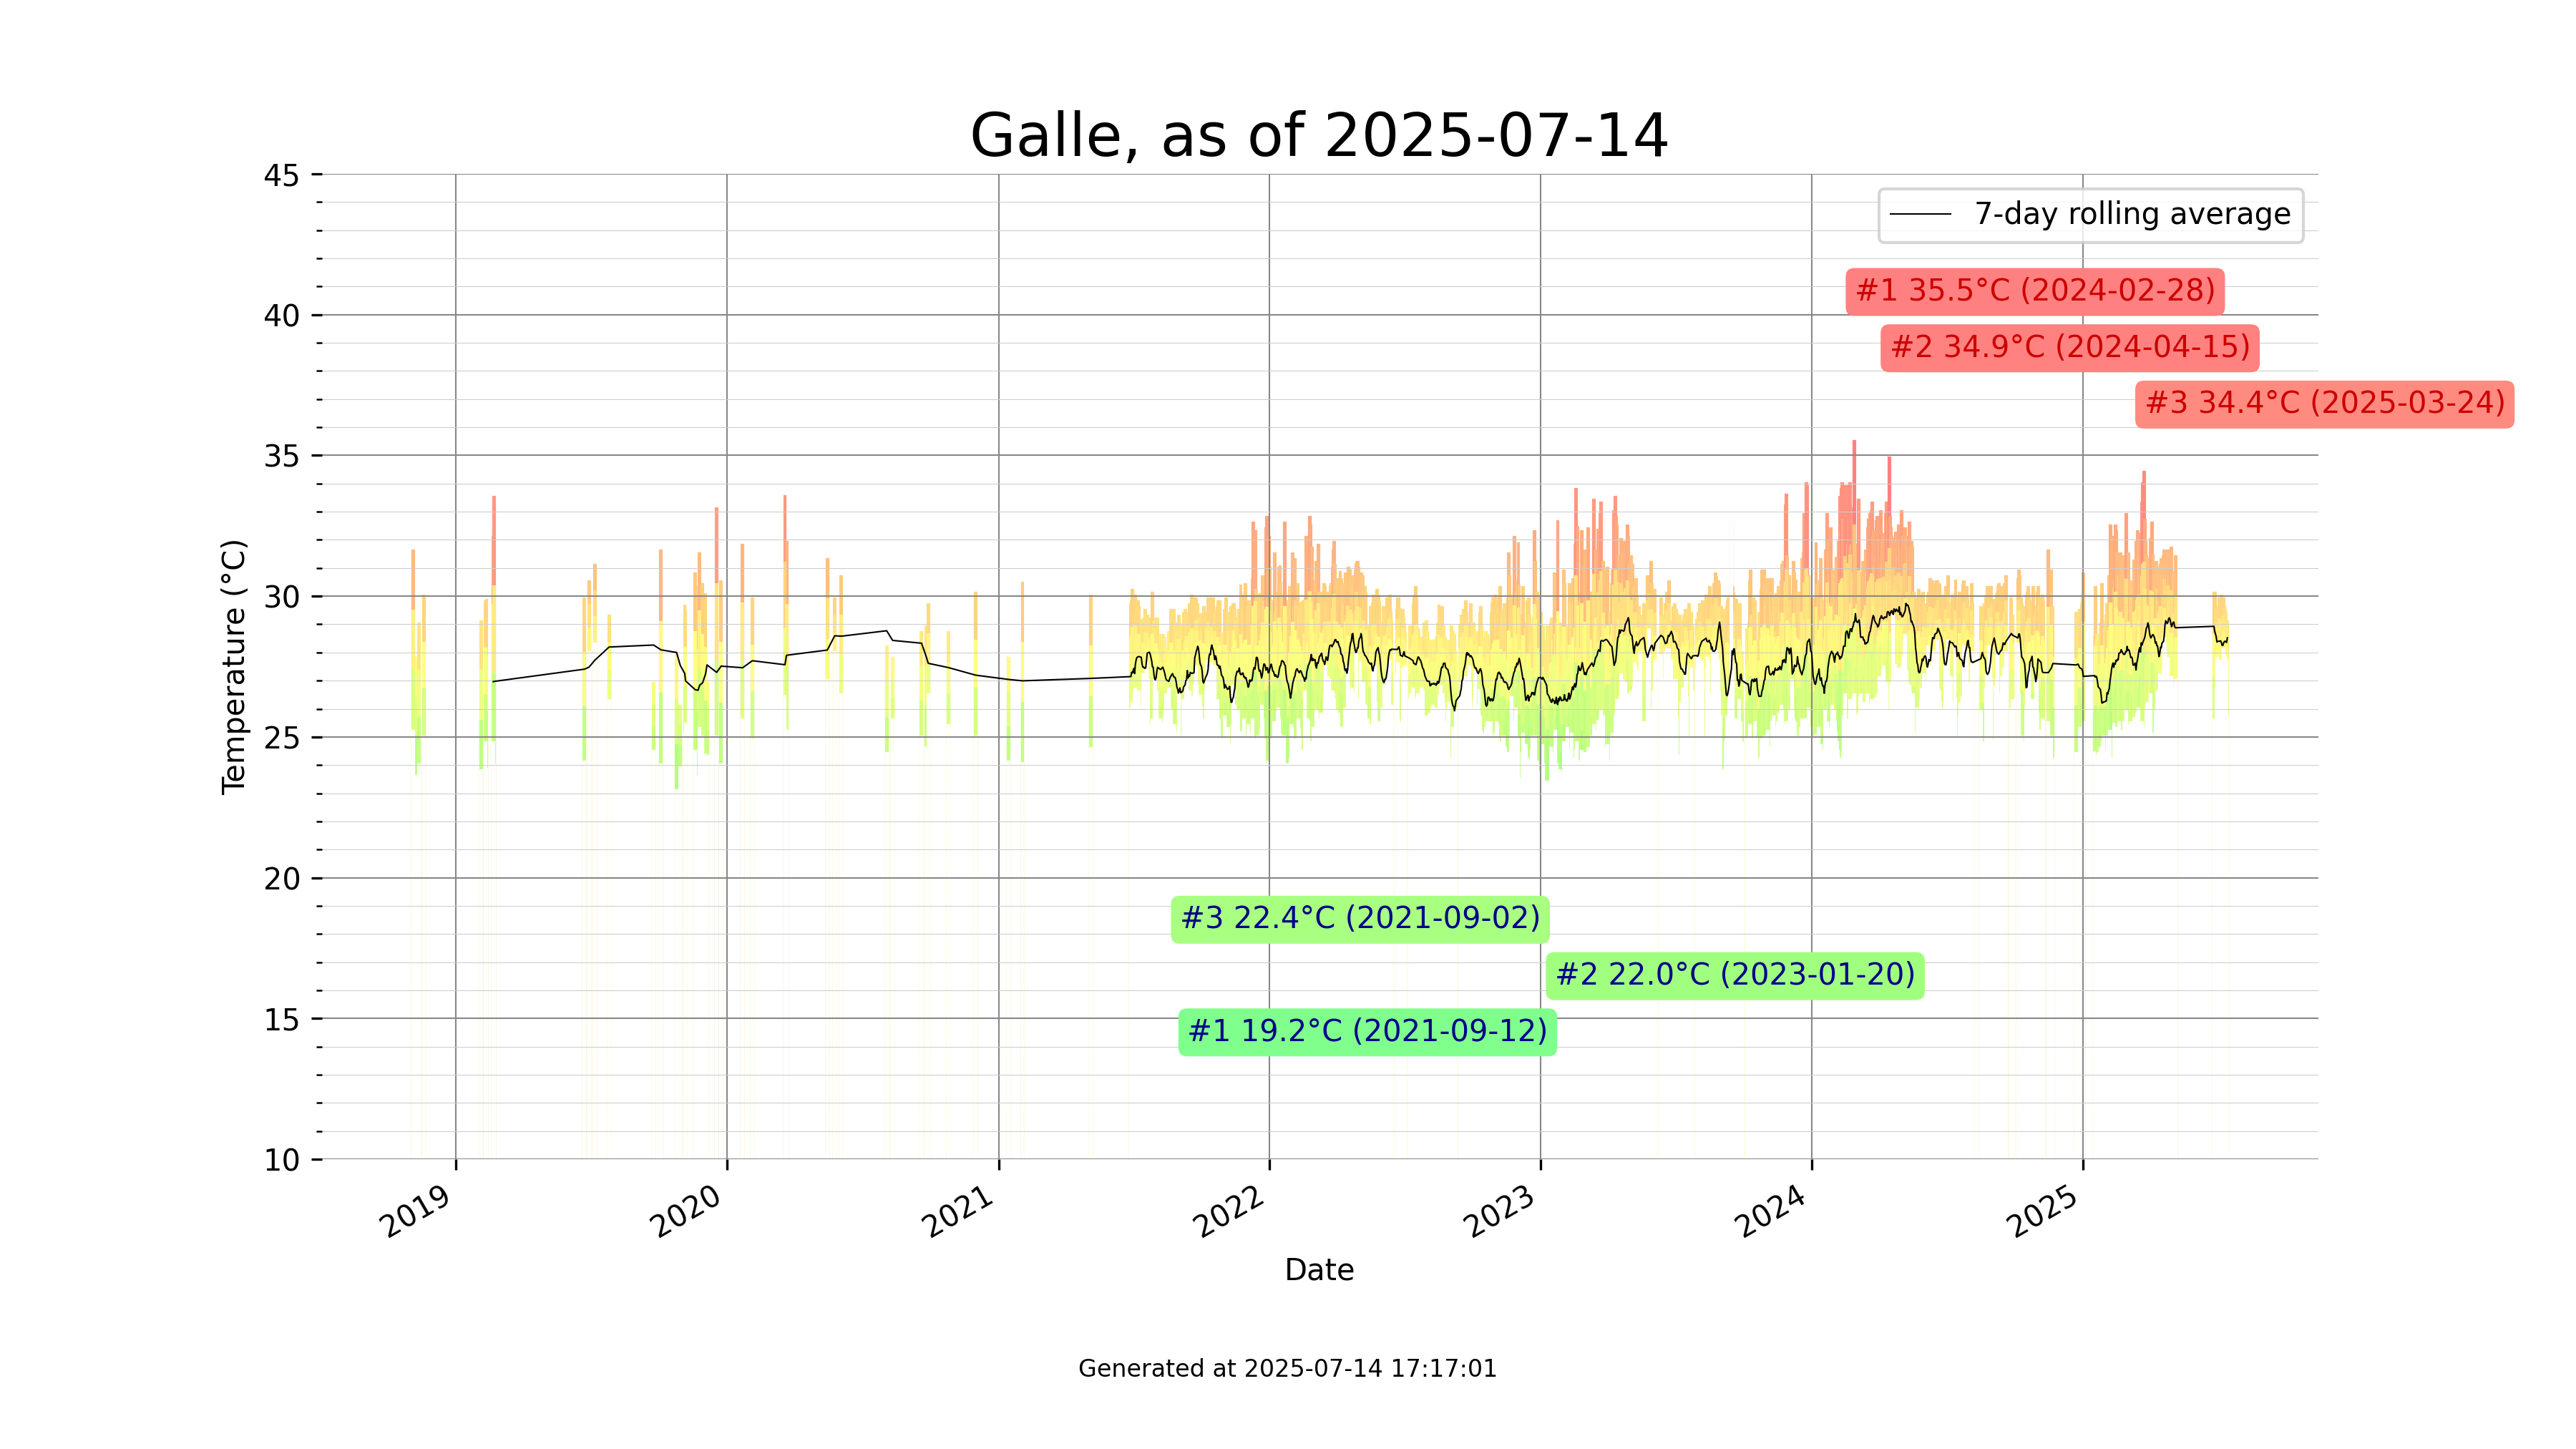 Galle, as of 2025-07-14
45
40
35
30
25
20
15
10
Temperature (°C)
7-day rolling average
#1 35.5°C (2024-02-28)
#2 34.9°C (2024-04-15)
#3 34.4°C (2025-03-24)
#3 22.4°C (2021-09-02)
#2 22.0°C (2023-01-20)
#1 19.2°C (2021-09-12)
2019
2020
2021
2022
2023
2024
2025
Date
Generated at 2025-07-14 17:17:01